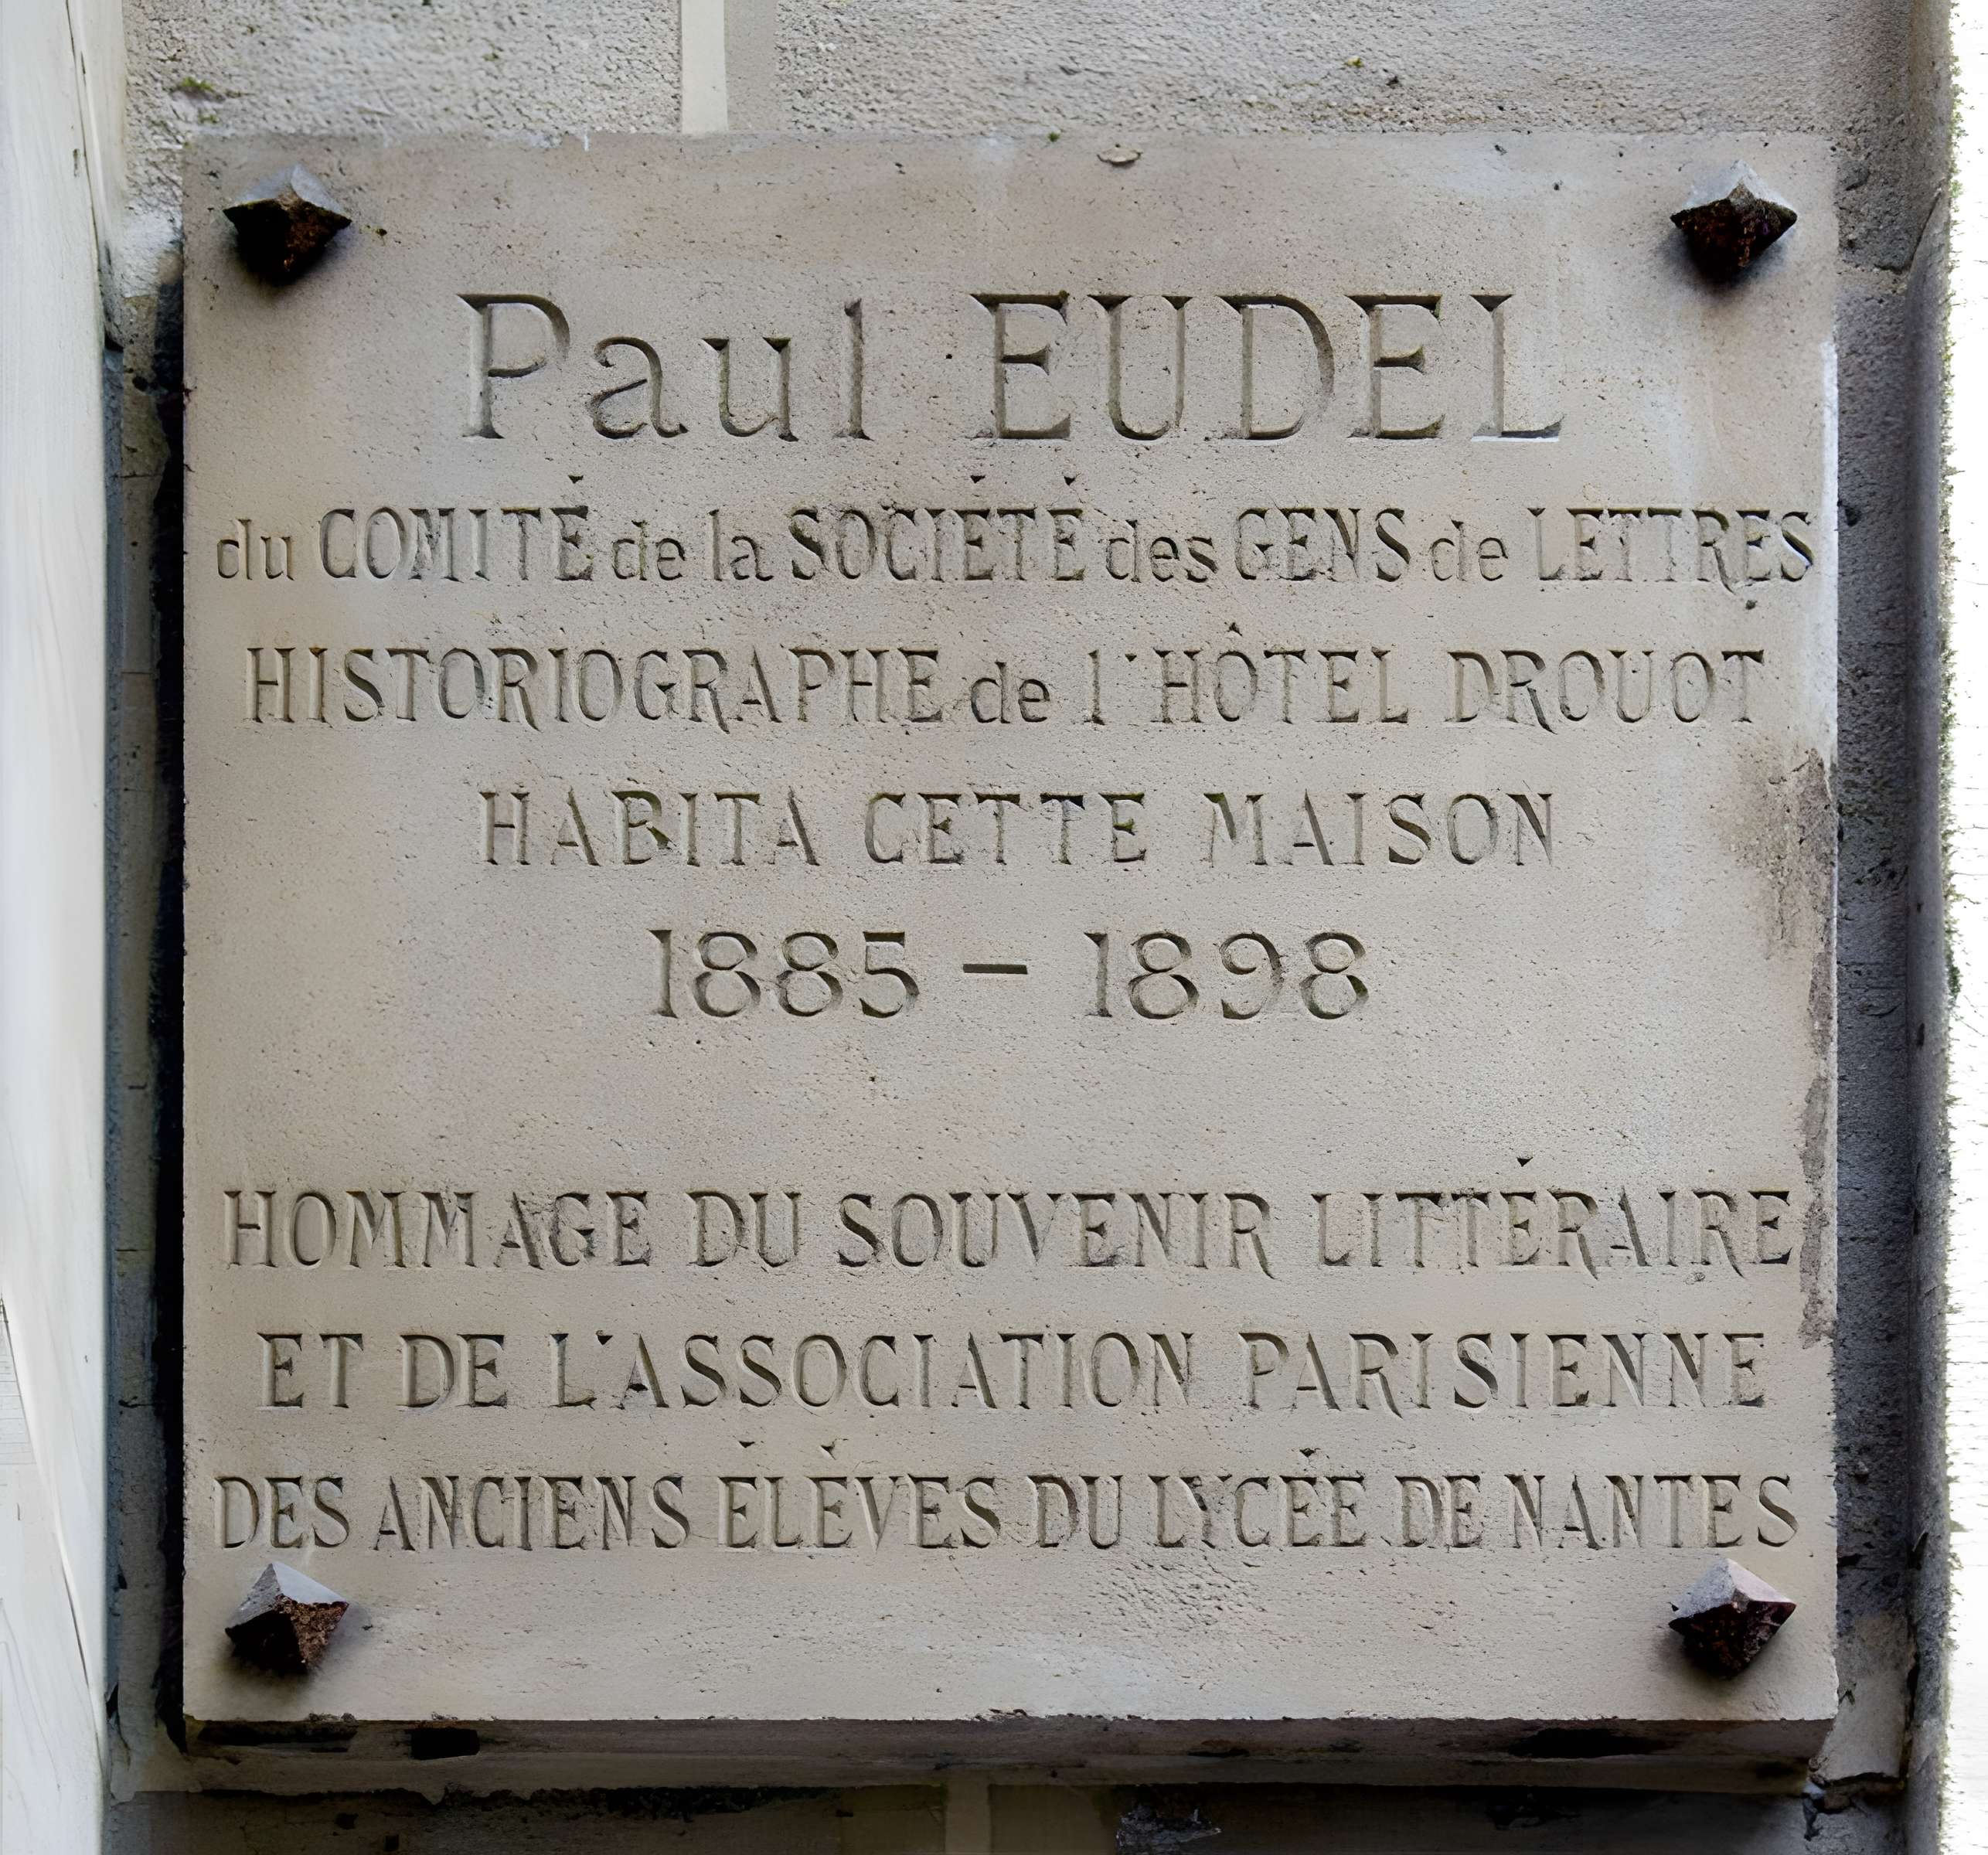 Paul EUDEL
du COMITÉ de la SOCIÉTÉ des GENS de LETTRES
HISTORIOGRAPHE de l'HÔTEL DROUOT
HABITA CETTE MAISON
1885 - 1898
HOMMAGE DU SOUVENIR LITTÉRAIRE
ET DE L'ASSOCIATION PARISIENNE
DES ANCIENS ÉLÈVES DU LYCÉE DE NANTES